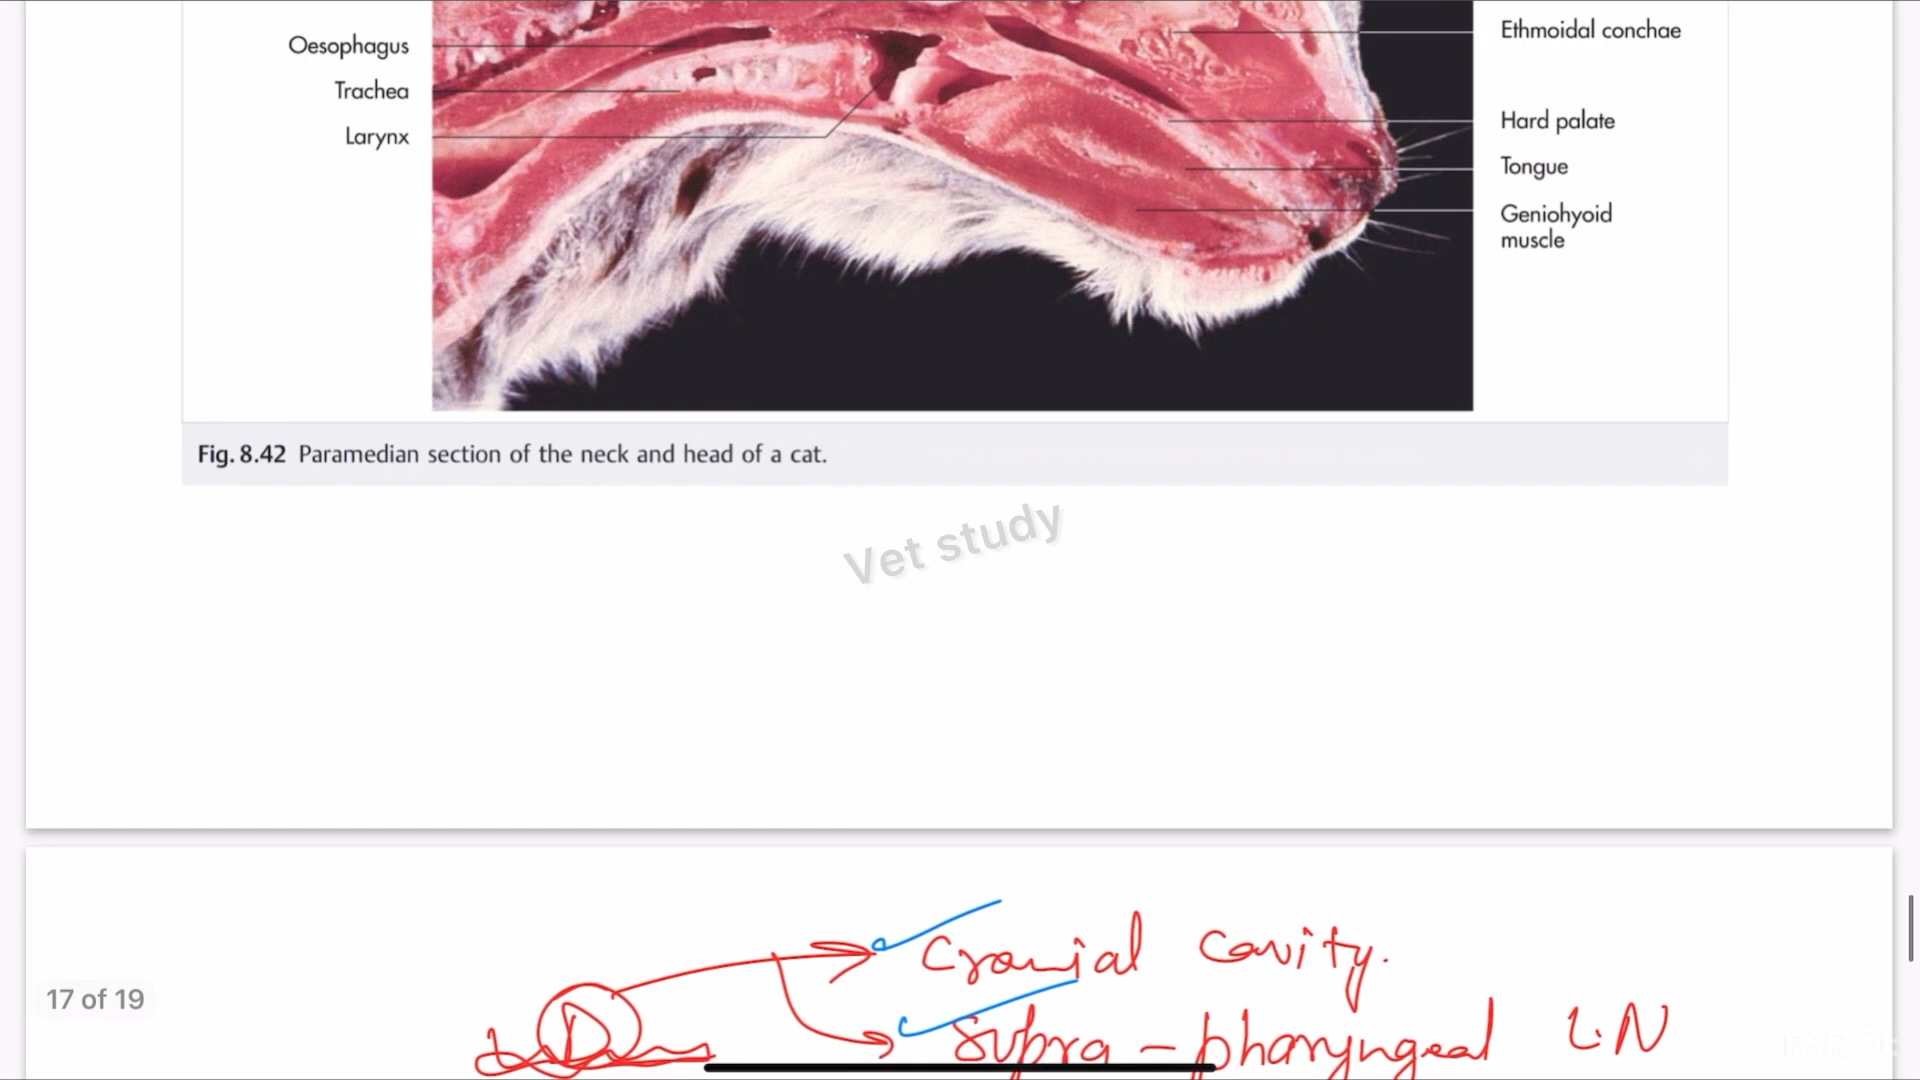 Oesophagus
Trachea
Larynx
Ethmoidal conchae
Hard palate
Tongue
Geniohyoid
muscle
Fig. 8.42 Paramedian section of the neck and head of a cat.
Vet study
Cranial cavity.
17 of 19
D
Supra - pharyngeal L.N